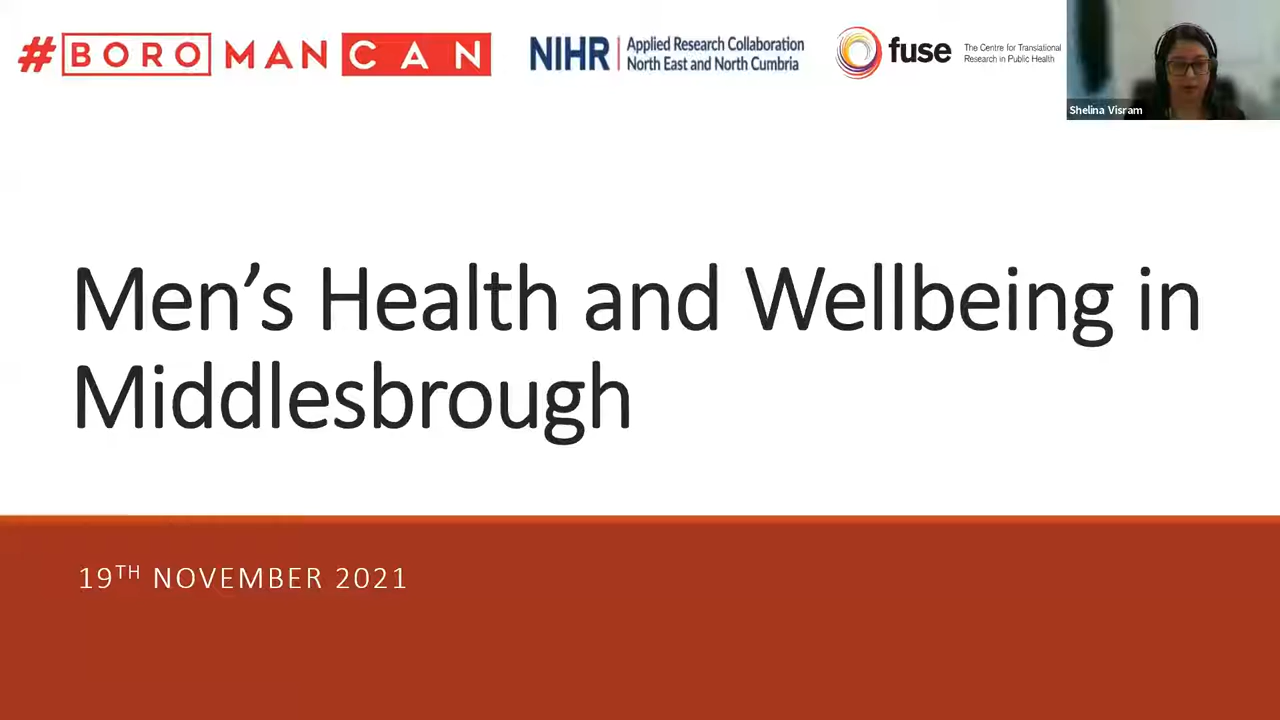 #BOROMANCAN
NIHR
Applied Research Collaboration
North East and North Cumbria
fuse
The Centre for Translational
Research in Public Health
Shelina Visram
Men’s Health and Wellbeing in
Middlesbrough
19TH NOVEMBER 2021